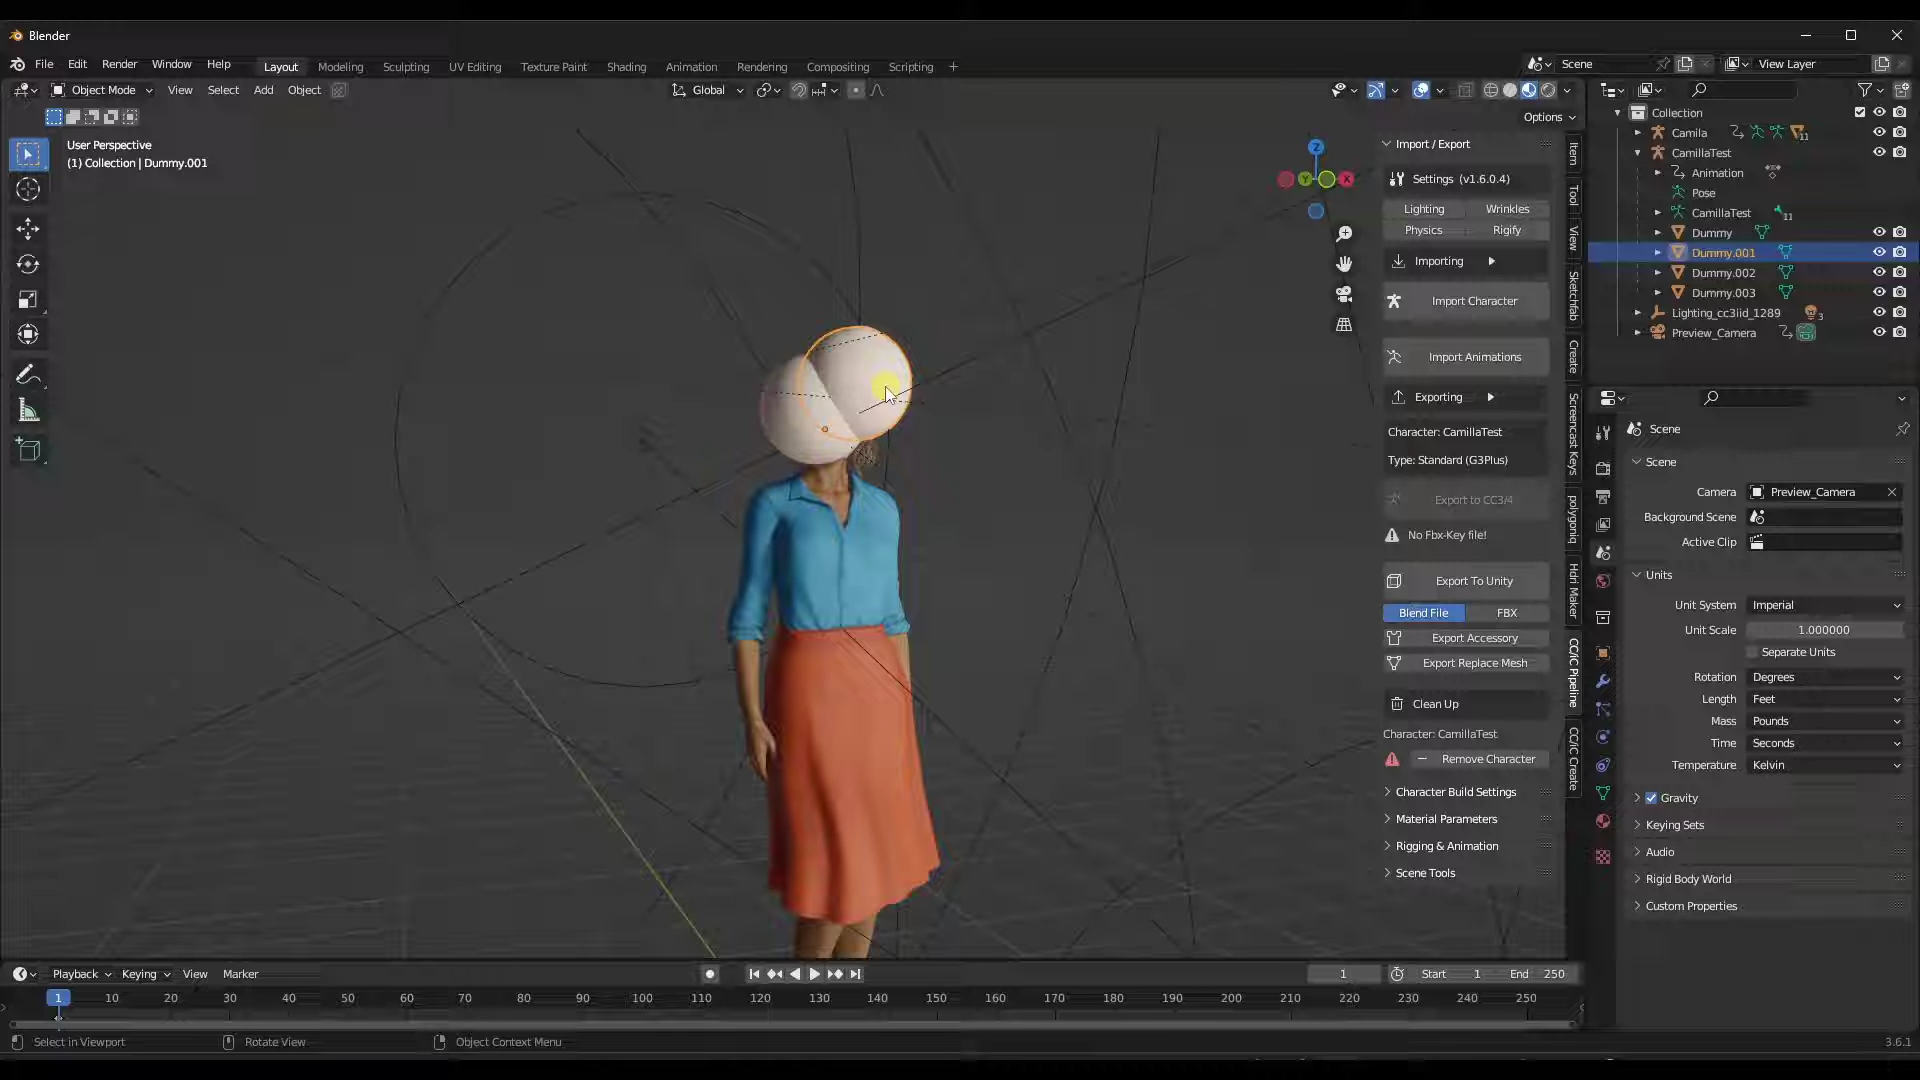 Blender
File Edit Render Window Help
Layout Modeling Sculpting UV Editing Texture Paint Shading Animation Rendering Compositing Scripting +
Scene
View Layer
Object Mode View Select Add Object
Global
Options
User Perspective
(1) Collection | Dummy.001
Z
Y
X
Import / Export
Settings (v1.6.0.4)
Lighting Wrinkles
Physics Rigify
Importing
Import Character
Import Animations
Exporting
Character: CamillaTest
Type: Standard (G3Plus)
Export to CC3/4
No Fbx-Key file!
Export To Unity
Blend File FBX
Export Accessory
Export Replace Mesh
Clean Up
Character: CamillaTest
Remove Character
Character Build Settings
Material Parameters
Rigging & Animation
Scene Tools
Item
Tool
View
Sketchfab
Create
Screencast Keys
polygoniq
Hdri Maker
CC/iC Pipeline
CC/iC Create
Collection
Camila 11
CamillaTest
Animation
Pose
CamillaTest 11
Dummy
Dummy.001
Dummy.002
Dummy.003
Lighting_cc3iid_1289 3
Preview_Camera
Scene
Scene
Camera Preview_Camera
Background Scene
Active Clip
Units
Unit System Imperial
Unit Scale 1.000000
Separate Units
Rotation Degrees
Length Feet
Mass Pounds
Time Seconds
Temperature Kelvin
Gravity
Keying Sets
Audio
Rigid Body World
Custom Properties
Playback Keying View Marker
1
Start 1 End 250
1 10 20 30 40 50 60 70 80 90 100 110 120 130 140 150 160 170 180 190 200 210 220 230 240 250
Select in Viewport Rotate View Object Context Menu
3.6.1